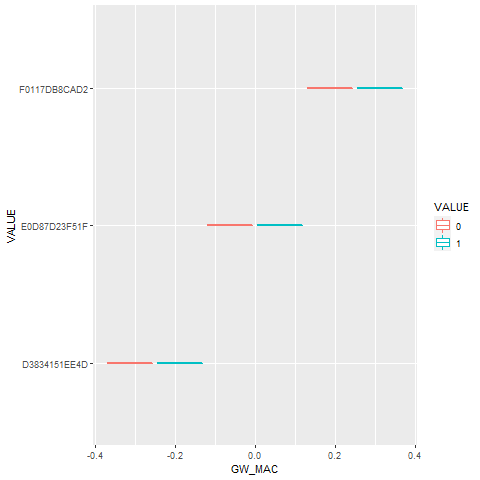 F0117DB8CAD2
E0D87D23F51F
D3834151EE4D
VALUE
-0.4 -0.2 0.0 0.2 0.4
GW_MAC
VALUE
0
1